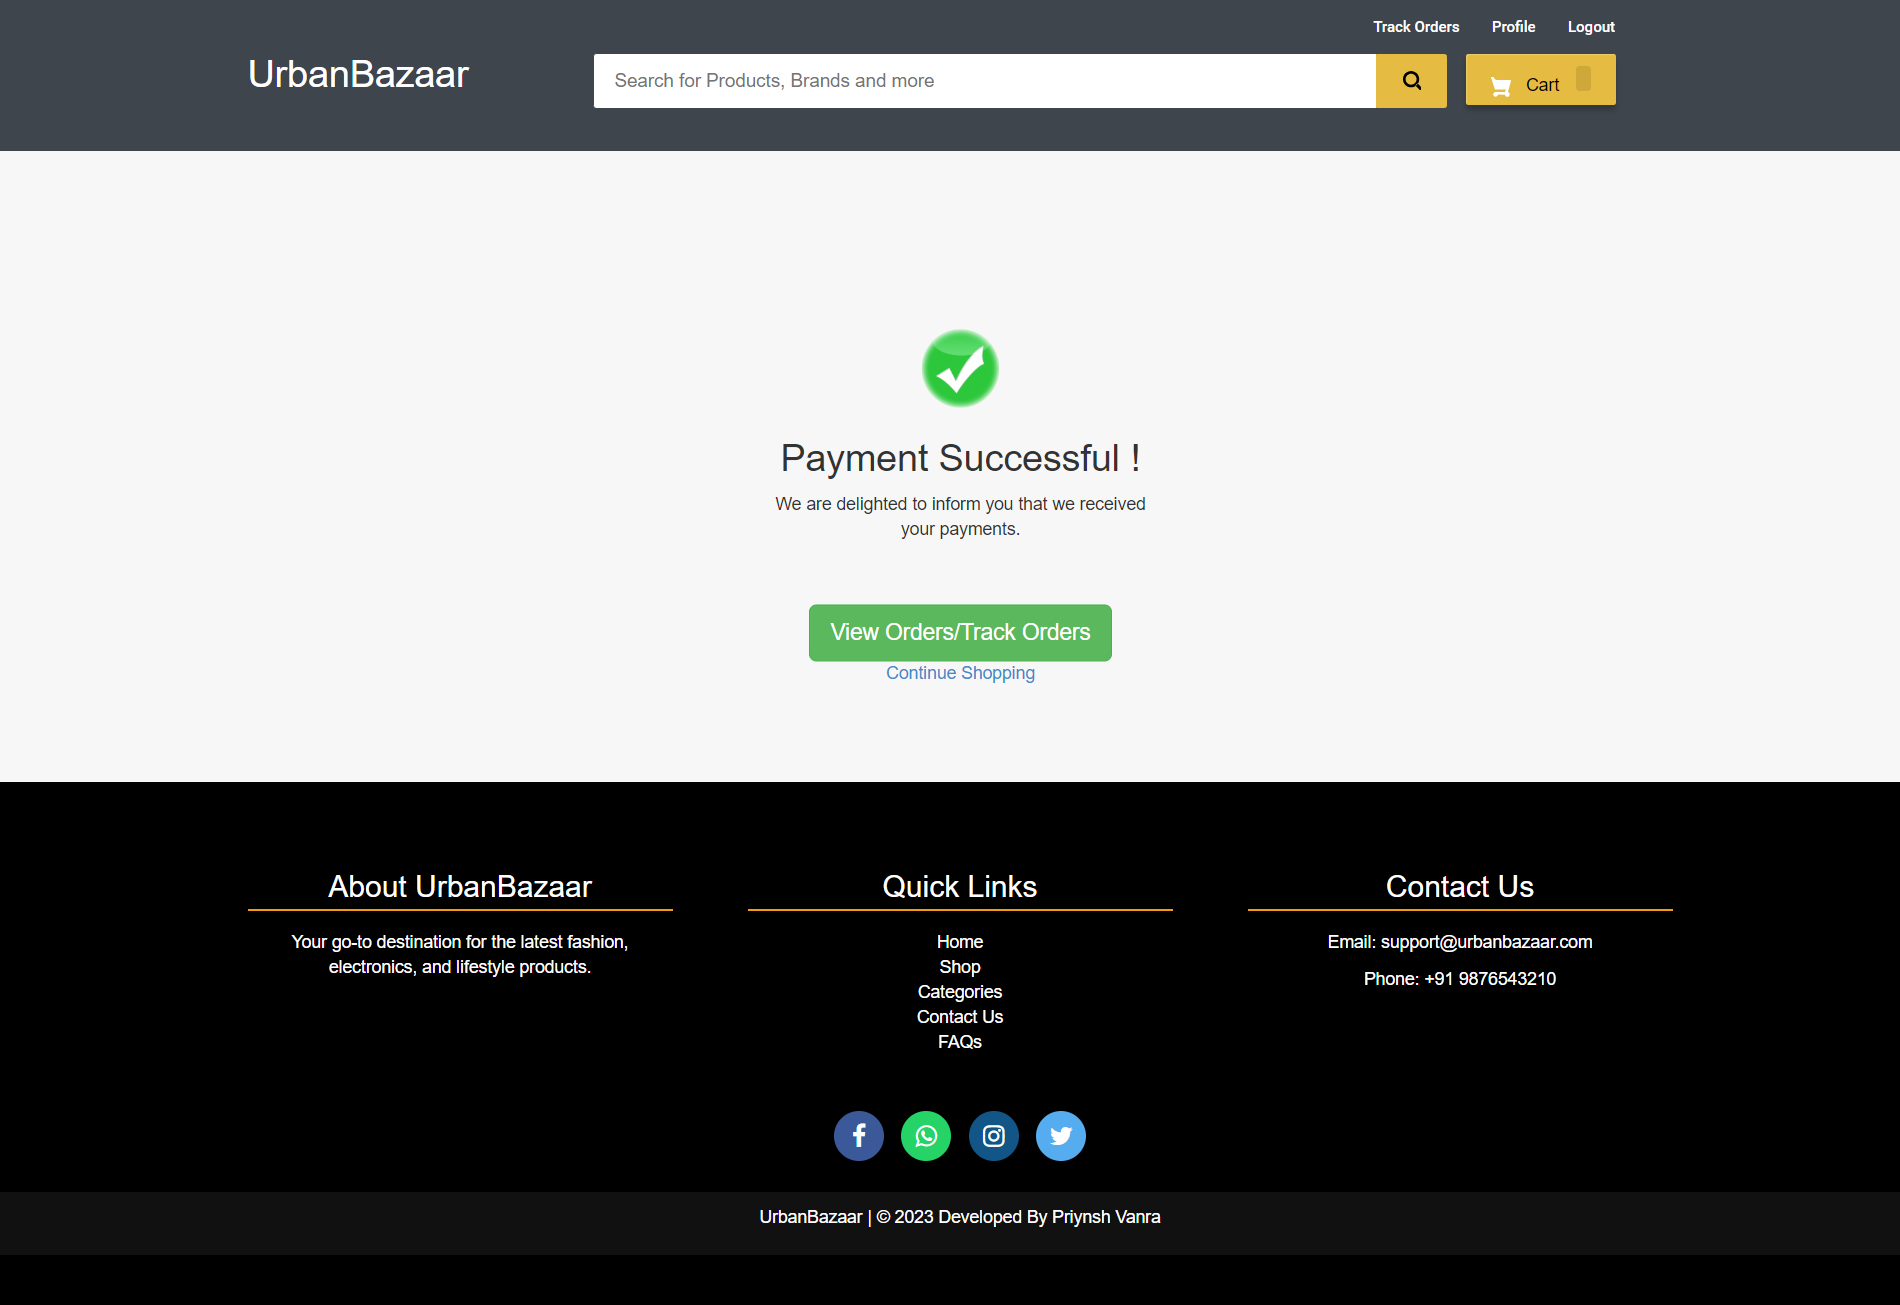 Track Orders Profile Logout
UrbanBazaar
Search for Products, Brands and more
Cart
Payment Successful !
We are delighted to inform you that we received
your payments.
View Orders/Track Orders
Continue Shopping
About UrbanBazaar
Your go-to destination for the latest fashion,
electronics, and lifestyle products.
Quick Links
Home
Shop
Categories
Contact Us
FAQs
Contact Us
Email: support@urbanbazaar.com
Phone: +91 9876543210
UrbanBazaar | © 2023 Developed By Priynsh Vanra